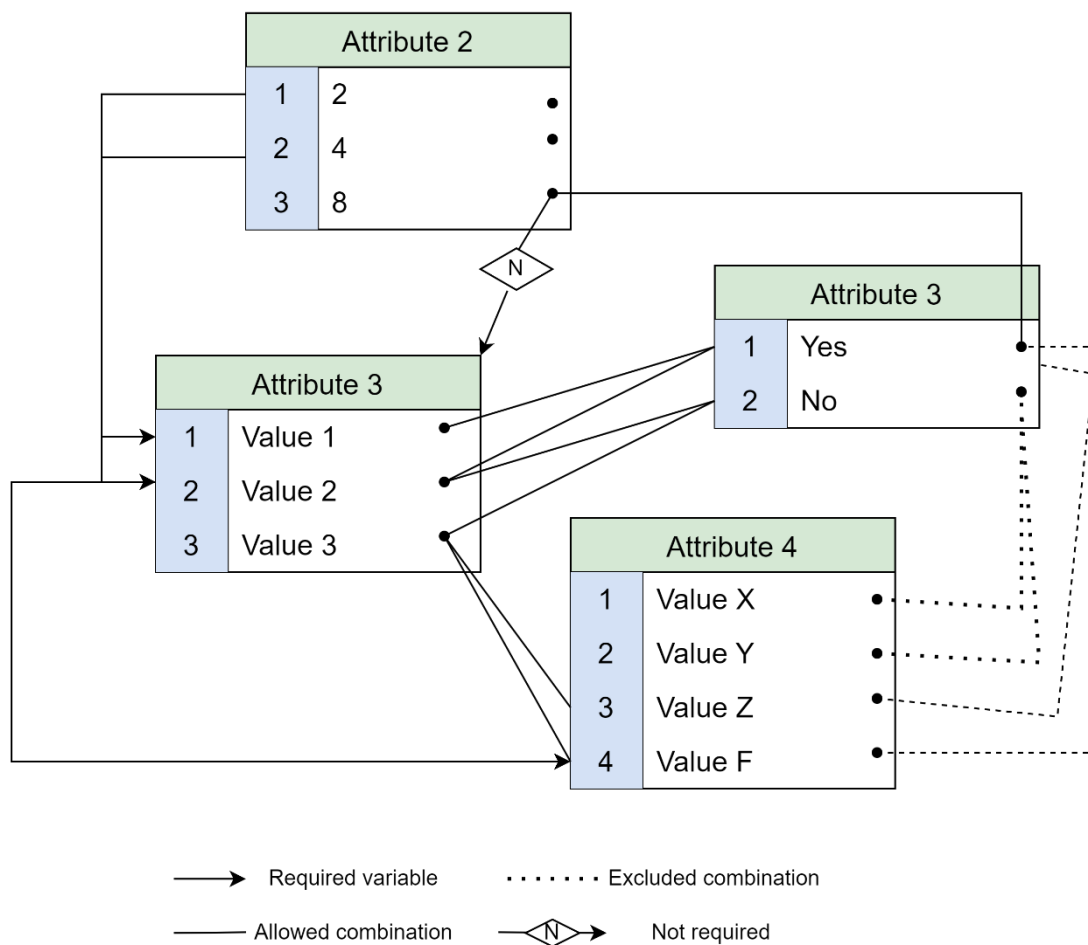 Attribute 2
1 2
2 4
3 8
N
Attribute 3
1 Yes
2 No
Attribute 3
1 Value 1
2 Value 2
3 Value 3
Attribute 4
1 Value X
2 Value Y
3 Value Z
4 Value F
Required variable
Excluded combination
Allowed combination
N
Not required